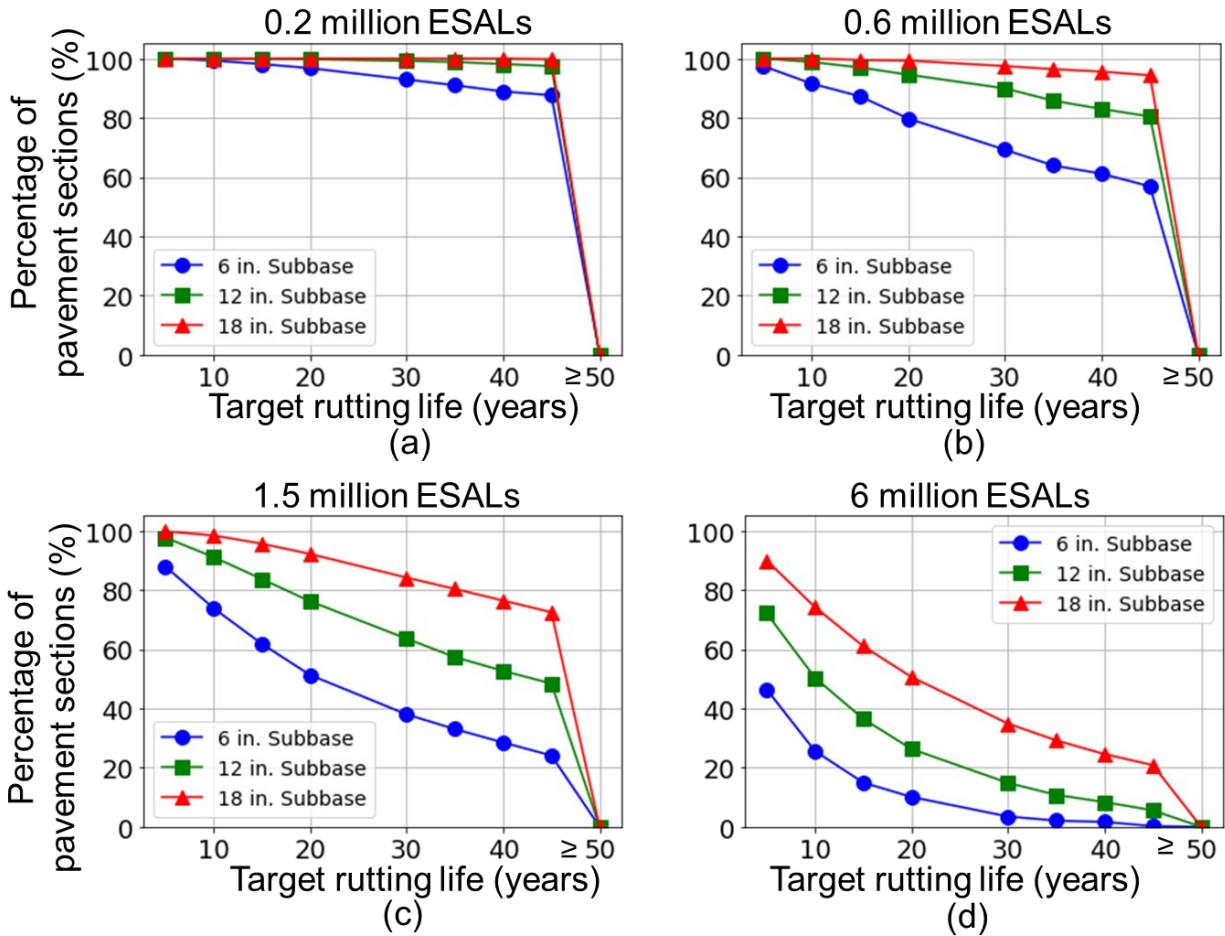 0.2 million ESALs
0.6 million ESALs
Percentage of
pavement sections (%)
100
80
60
40
20
0
6 in. Subbase
12 in. Subbase
18 in. Subbase
10 20 30 40 ≥50
Target rutting life (years)
(a)
100
80
60
40
20
0
6 in. Subbase
12 in. Subbase
18 in. Subbase
10 20 30 40 ≥50
Target rutting life (years)
(b)
1.5 million ESALs
6 million ESALs
Percentage of
pavement sections (%)
100
80
60
40
20
0
6 in. Subbase
12 in. Subbase
18 in. Subbase
10 20 30 40 ≥50
Target rutting life (years)
(c)
100
80
60
40
20
0
6 in. Subbase
12 in. Subbase
18 in. Subbase
10 20 30 40 ≥ 50
Target rutting life (years)
(d)